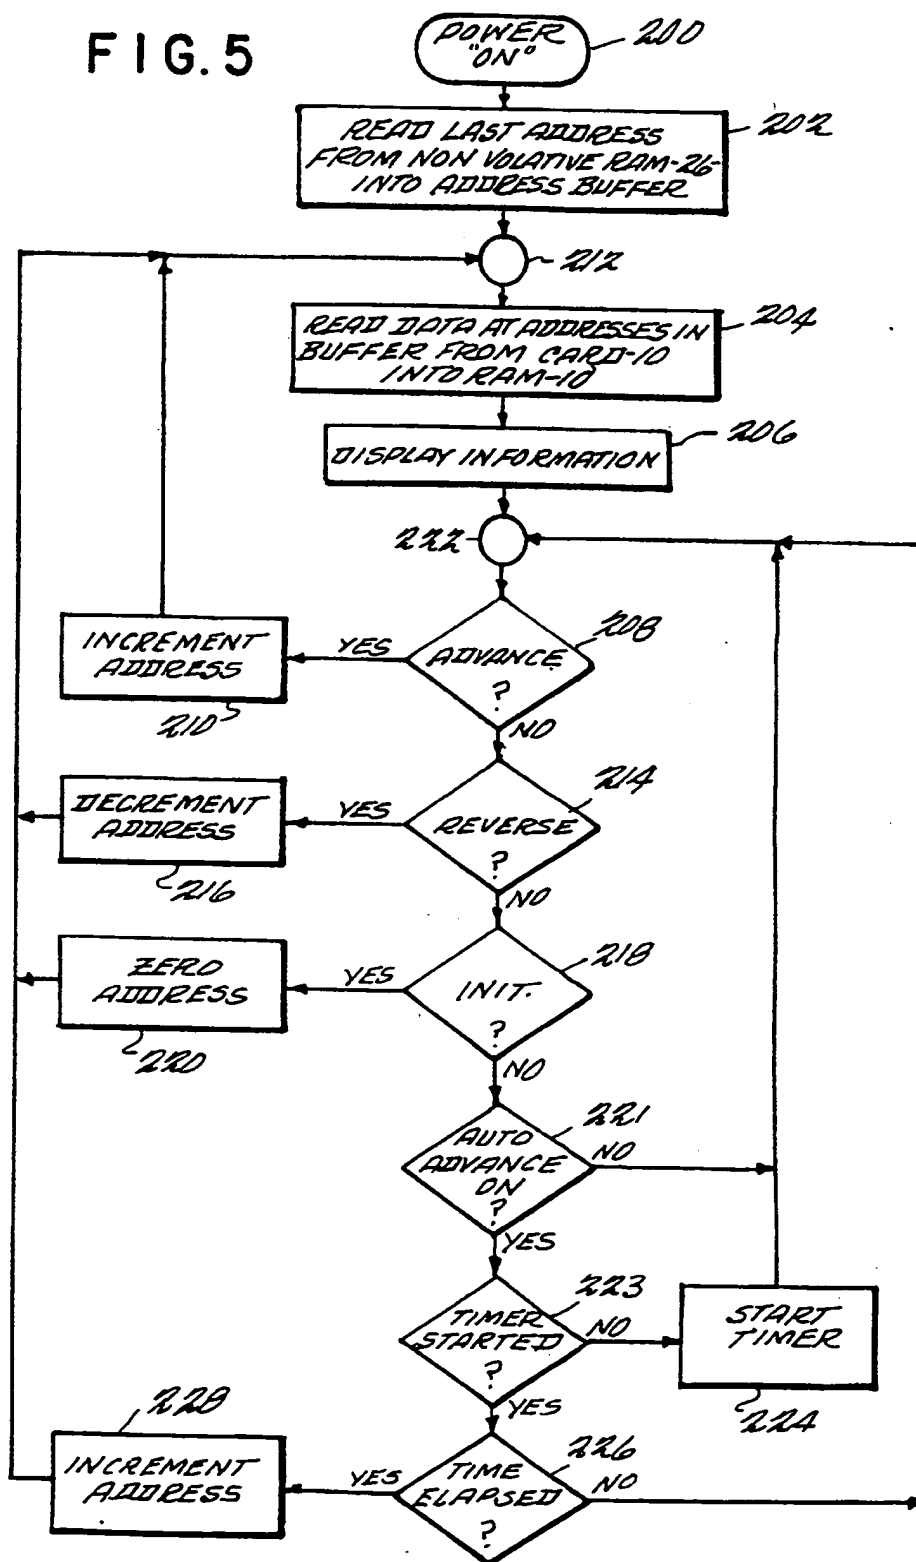 FIG. 5
POWER
"ON"
200
READ LAST ADDRESS
FROM NON VOLATIVE RAM-26
INTO ADDRESS BUFFER
202
212
READ DATA AT ADDRESSES IN
BUFFER FROM CARD-10
INTO RAM-10
204
DISPLAY INFORMATION
206
222
ADVANCE
?
208
YES
INCREMENT
ADDRESS
210
NO
REVERSE
?
214
YES
DECREMENT
ADDRESS
216
NO
INIT.
?
218
YES
ZERO
ADDRESS
220
NO
AUTO
ADVANCE
ON
?
221
NO
YES
TIMER
STARTED
?
223
NO
START
TIMER
224
YES
TIME
ELAPSED
?
226
NO
YES
INCREMENT
ADDRESS
228